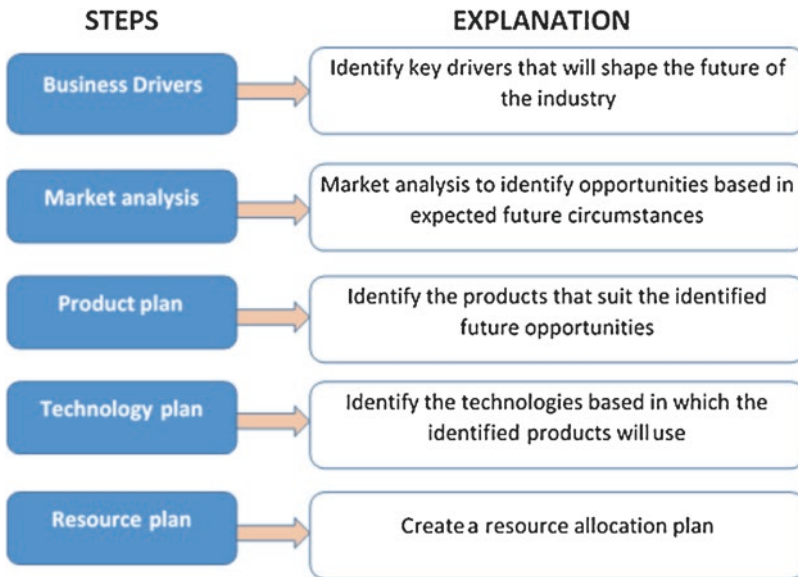 STEPS EXPLANATION
Business Drivers
Identify key drivers that will shape the future of
the industry
Market analysis
Market analysis to identify opportunities based in
expected future circumstances
Product plan
Identify the products that suit the identified
future opportunities
Technology plan
Identify the technologies based in which the
identified products will use
Resource plan
Create a resource allocation plan